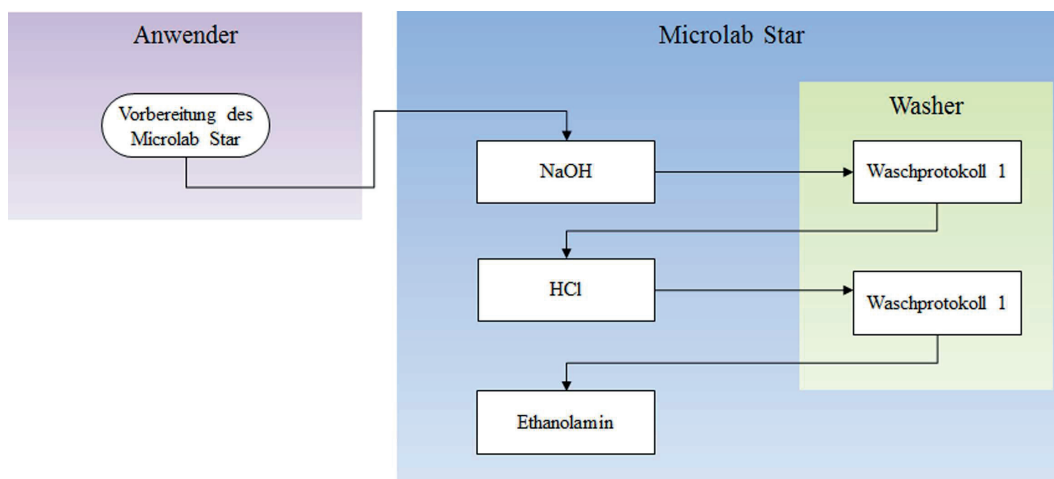 Anwender
Microlab Star
Washer
Vorbereitung des
Microlab Star
NaOH
Waschprotokoll 1
HCl
Waschprotokoll 1
Ethanolamin